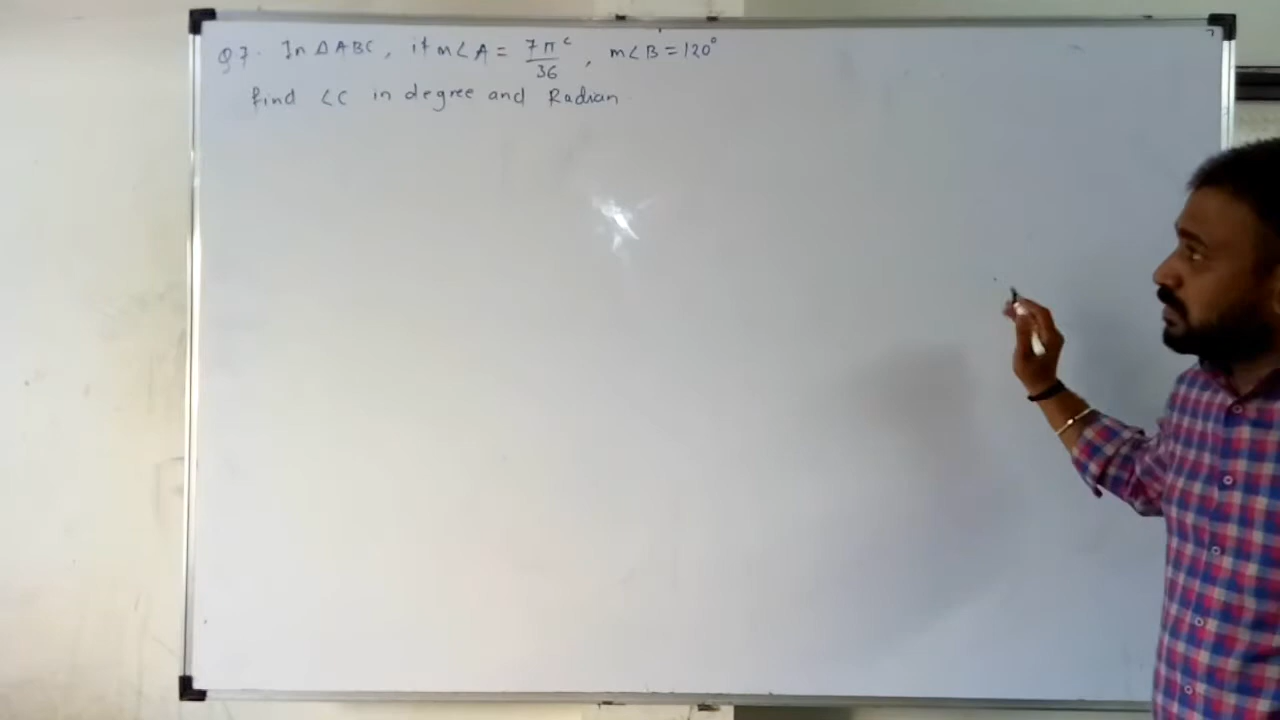 Q7. In △ABC, if m∠A = 7π^c/36, m∠B = 120°
find ∠C in degree and Radian.